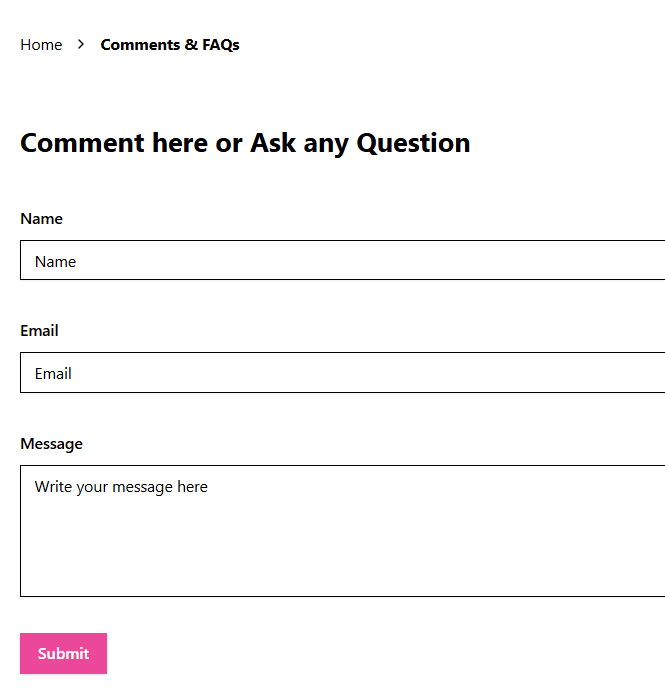 Home > Comments & FAQs
Comment here or Ask any Question
Name
Name
Email
Email
Message
Write your message here
Submit